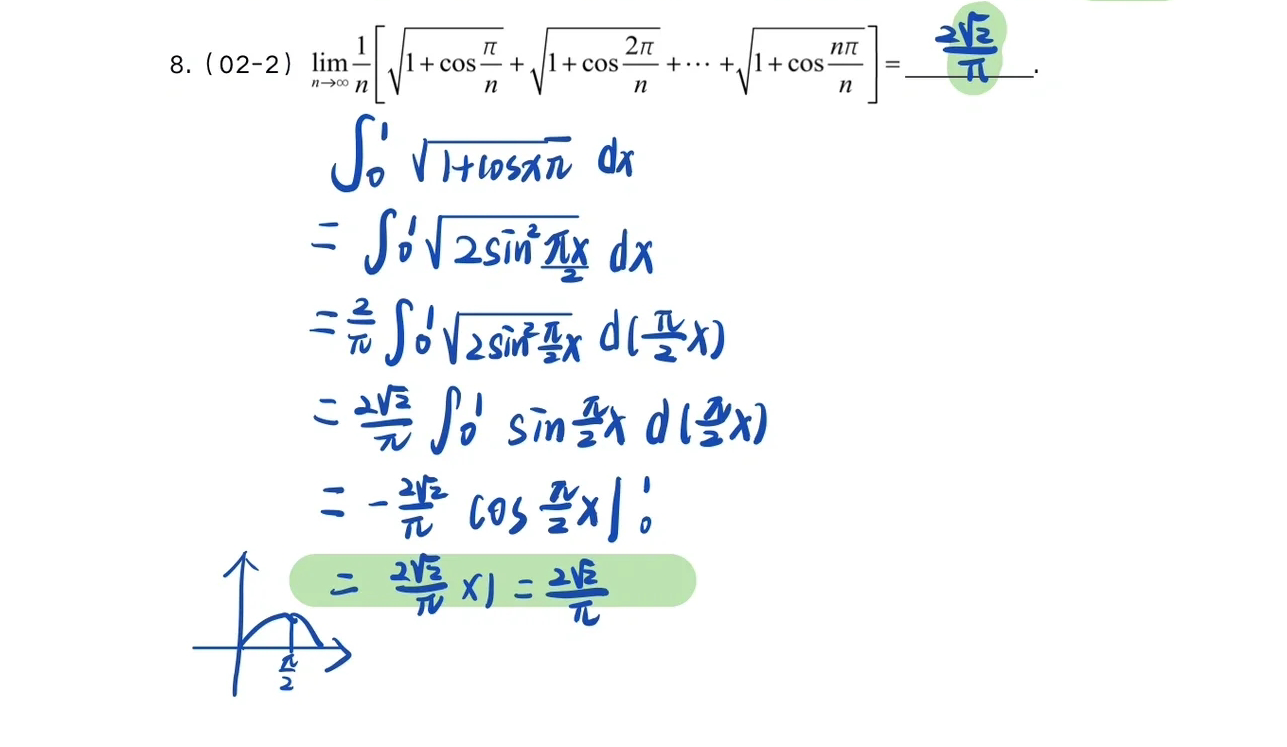 8. (02-2) lim_{n→∞} 1/n [ √(1+cos π/n) + √(1+cos 2π/n) + ⋯ + √(1+cos nπ/n) ] = 2√2/π .
∫₀¹ √(1+cosxπ) dx
= ∫₀¹ √(2sin² πx/2) dx
= 2/π ∫₀¹ √(2sin² π/2 x) d(π/2 x)
= 2√2/π ∫₀¹ sin π/2 x d(π/2 x)
= - 2√2/π cos π/2 x |₀¹
= 2√2/π ×1 = 2√2/π
π/2